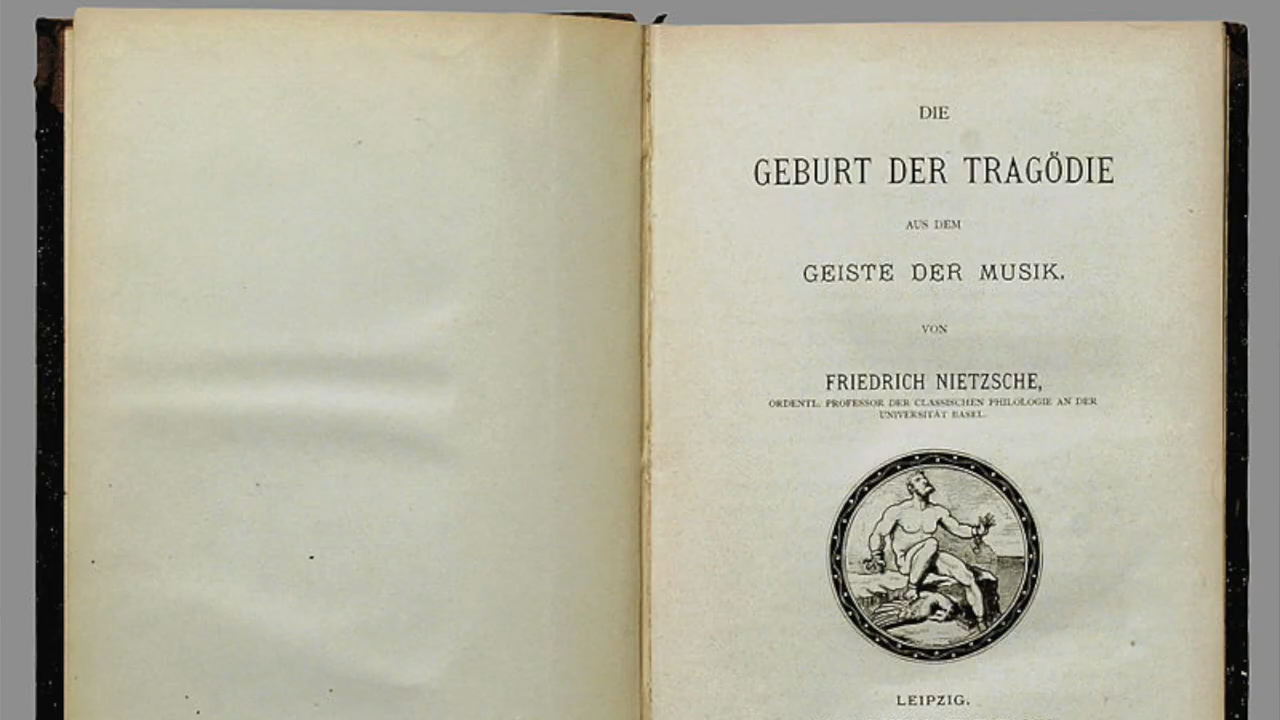 DIE
GEBURT DER TRAGÖDIE
AUS DEM
GEISTE DER MUSIK.
VON
FRIEDRICH NIETZSCHE,
ORDENTL. PROFESSOR DER CLASSISCHEN PHILOLOGIE AN DER
UNIVERSITÄT BASEL.
LEIPZIG.